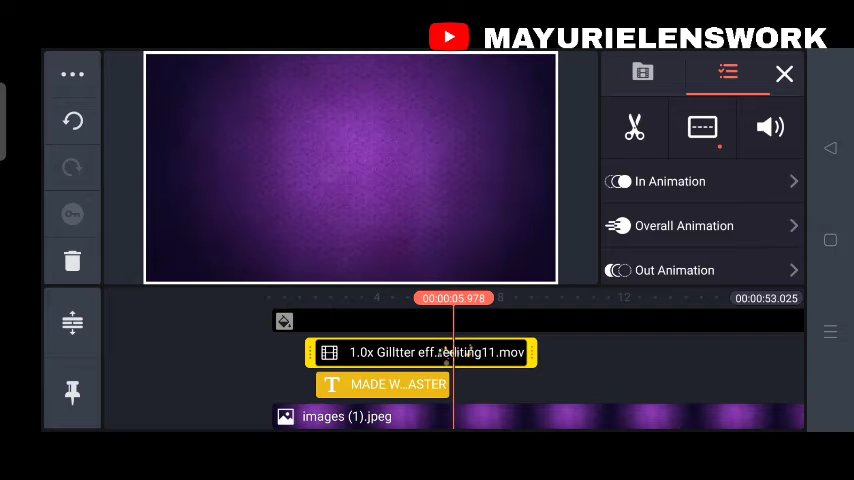 MAYURIELENSWORK
In Animation
Overall Animation
Out Animation
4
00:00:05.978
8
12
00:00:53.025
1.0x Gilltter eff..editing11.mov
T MADE W...ASTER
images (1).jpeg